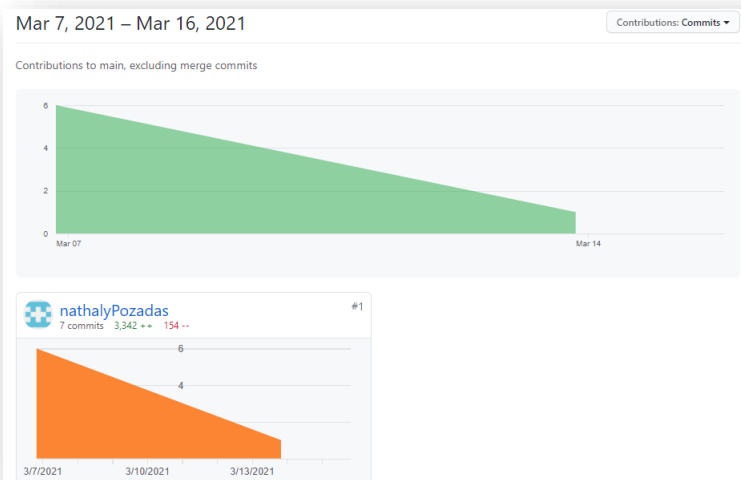 Mar 7, 2021 – Mar 16, 2021
Contributions: Commits
Contributions to main, excluding merge commits
6
4
2
0
Mar 07 Mar 14
nathalyPozadas #1
7 commits 3,342 ++ 154 --
6
4
3/7/2021 3/10/2021 3/13/2021